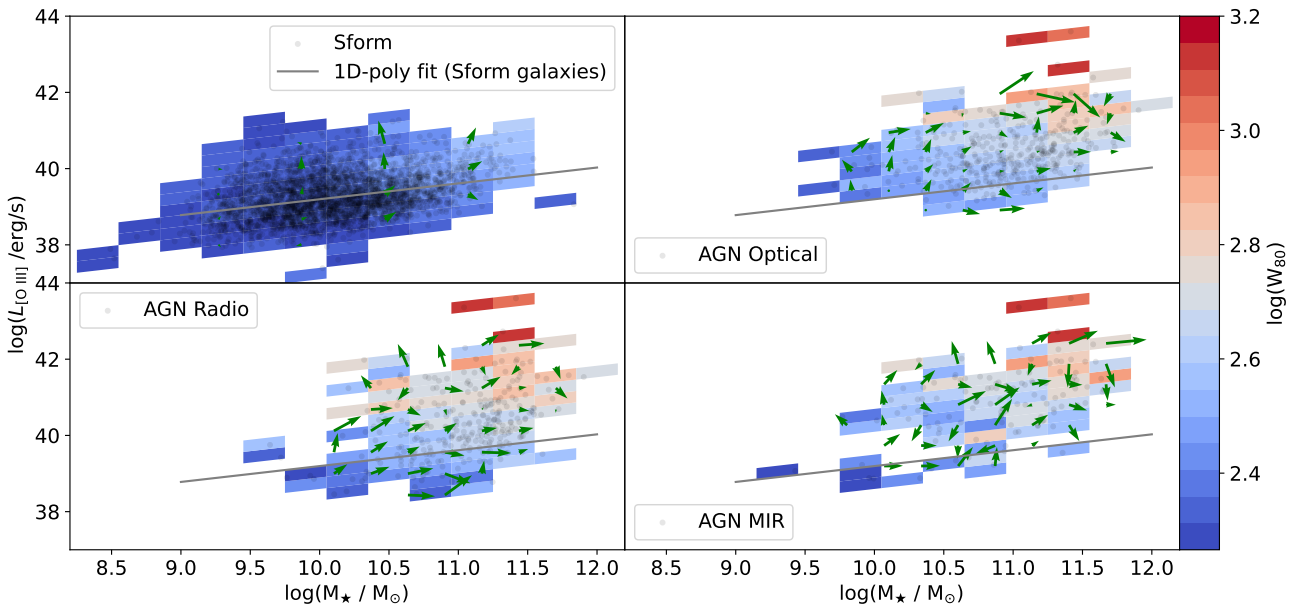 44
42
40
38
44
42
40
38
log(L[O III] /erg/s)
Sform
1D-poly fit (Sform galaxies)
AGN Optical
AGN Radio
AGN MIR
8.5 9.0 9.5 10.0 10.5 11.0 11.5 12.0
8.5 9.0 9.5 10.0 10.5 11.0 11.5 12.0
log(M★ / M⊙)
log(M★ / M⊙)
3.2
3.0
2.8
2.6
2.4
log(W80)